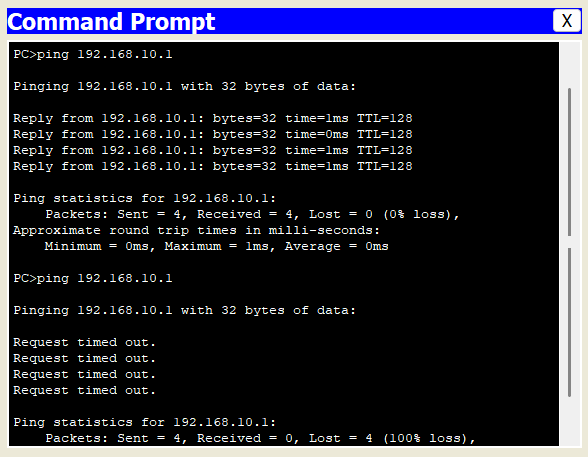 Command Prompt
X
PC>ping 192.168.10.1
Pinging 192.168.10.1 with 32 bytes of data:
Reply from 192.168.10.1: bytes=32 time=1ms TTL=128
Reply from 192.168.10.1: bytes=32 time=0ms TTL=128
Reply from 192.168.10.1: bytes=32 time=1ms TTL=128
Reply from 192.168.10.1: bytes=32 time=1ms TTL=128
Ping statistics for 192.168.10.1:
    Packets: Sent = 4, Received = 4, Lost = 0 (0% loss),
Approximate round trip times in milli-seconds:
    Minimum = 0ms, Maximum = 1ms, Average = 0ms
PC>ping 192.168.10.1
Pinging 192.168.10.1 with 32 bytes of data:
Request timed out.
Request timed out.
Request timed out.
Request timed out.
Ping statistics for 192.168.10.1:
    Packets: Sent = 4, Received = 0, Lost = 4 (100% loss),